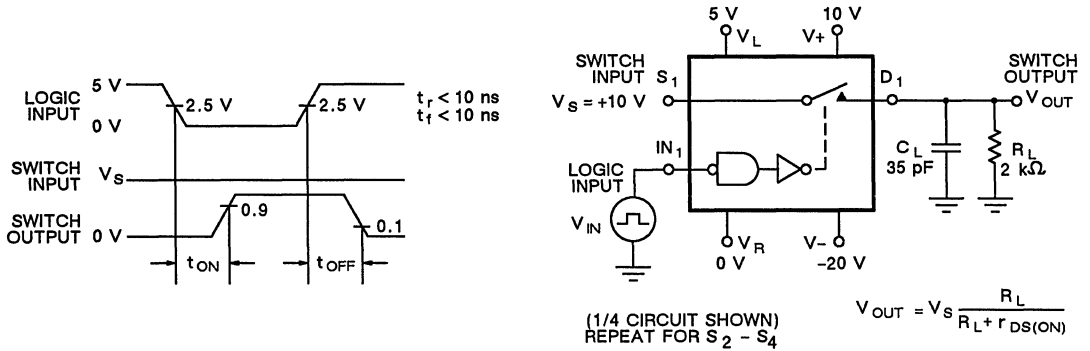 5 V
LOGIC
INPUT
0 V
2.5 V
2.5 V
t r < 10 ns
t f < 10 ns
SWITCH
INPUT
VS
SWITCH
OUTPUT
0 V
0.9
0.1
tON
tOFF
5 V
VL
10 V
V+
SWITCH
INPUT
S1
VS = +10 V
D1
SWITCH
OUTPUT
VOUT
IN1
LOGIC
INPUT
VIN
CL
35 pF
RL
2 kΩ
VR
0 V
V–
–20 V
(1/4 CIRCUIT SHOWN)
REPEAT FOR S2 – S4
VOUT = VS RL
RL + rDS(ON)